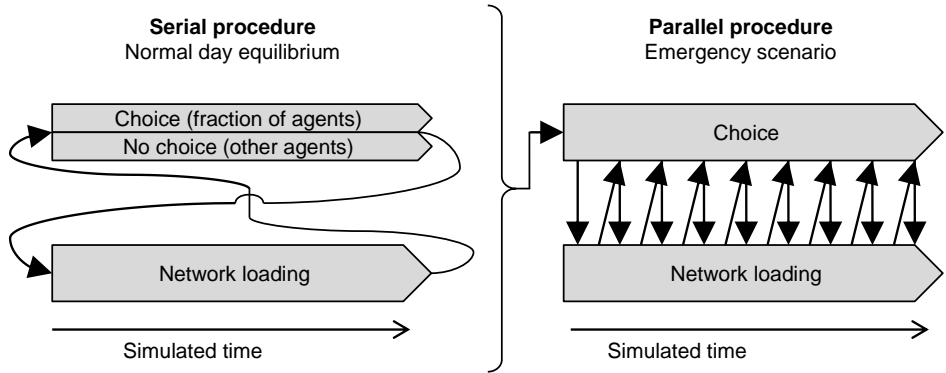 Serial procedure
Normal day equilibrium
Choice (fraction of agents)
No choice (other agents)
Network loading
Simulated time
Parallel procedure
Emergency scenario
Choice
Network loading
Simulated time